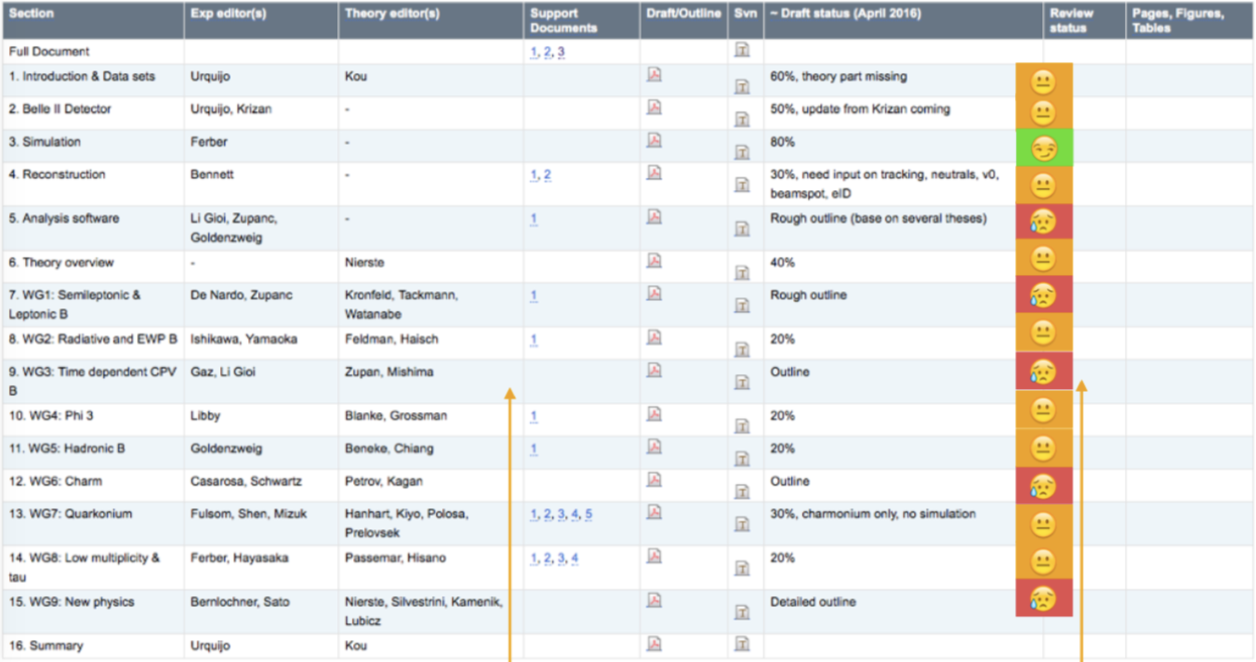 Section Exp editor(s) Theory editor(s) Support Draft/Outline Svn ~ Draft status (April 2016) Review Pages, Figures,
Documents status Tables
Full Document 1, 2, 3
1. Introduction & Data sets Urquijo Kou 60%, theory part missing
2. Belle II Detector Urquijo, Krizan - 50%, update from Krizan coming
3. Simulation Ferber - 80%
4. Reconstruction Bennett - 1, 2 30%, need input on tracking, neutrals, v0,
beamspot, eID
5. Analysis software Li Gioi, Zupanc, - 1 Rough outline (base on several theses)
Goldenzweig
6. Theory overview - Nierste 40%
7. WG1: Semileptonic & De Nardo, Zupanc Kronfeld, Tackmann, 1 Rough outline
Leptonic B Watanabe
8. WG2: Radiative and EWP B Ishikawa, Yamaoka Feldman, Haisch 1 20%
9. WG3: Time dependent CPV Gaz, Li Gioi Zupan, Mishima Outline
B
10. WG4: Phi 3 Libby Blanke, Grossman 1 20%
11. WG5: Hadronic B Goldenzweig Beneke, Chiang 1 20%
12. WG6: Charm Casarosa, Schwartz Petrov, Kagan Outline
13. WG7: Quarkonium Fulsom, Shen, Mizuk Hanhart, Kiyo, Polosa, 1, 2, 3, 4, 5 30%, charmonium only, no simulation
Prelovsek
14. WG8: Low multiplicity & Ferber, Hayasaka Passemar, Hisano 1, 2, 3, 4 20%
tau
15. WG9: New physics Bernlochner, Sato Nierste, Silvestrini, Kamenik, Detailed outline
Lubicz
16. Summary Urquijo Kou